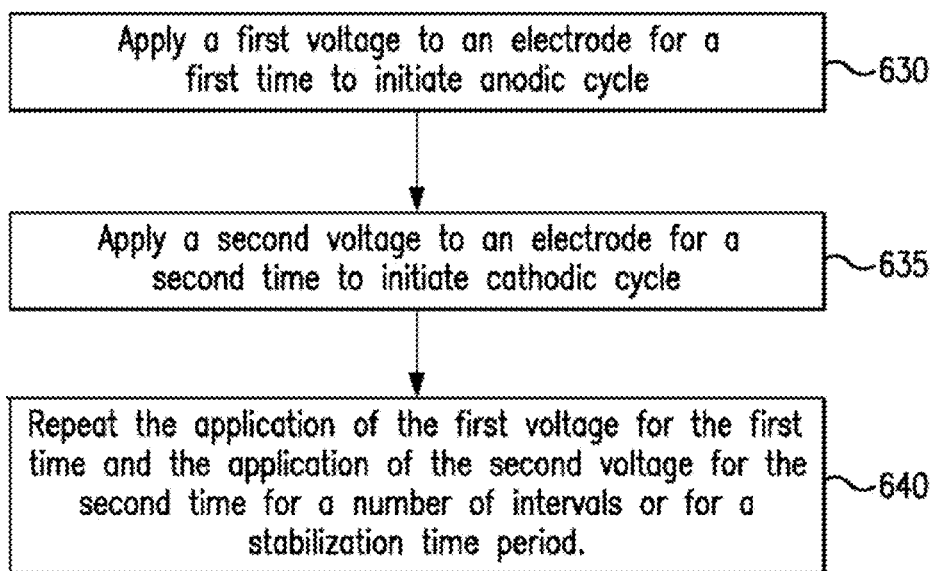 Apply a first voltage to an electrode for a
first time to initiate anodic cycle
630
Apply a second voltage to an electrode for a
second time to initiate cathodic cycle
635
Repeat the application of the first voltage for the first
time and the application of the second voltage for the
second time for a number of intervals or for a
stabilization time period.
640